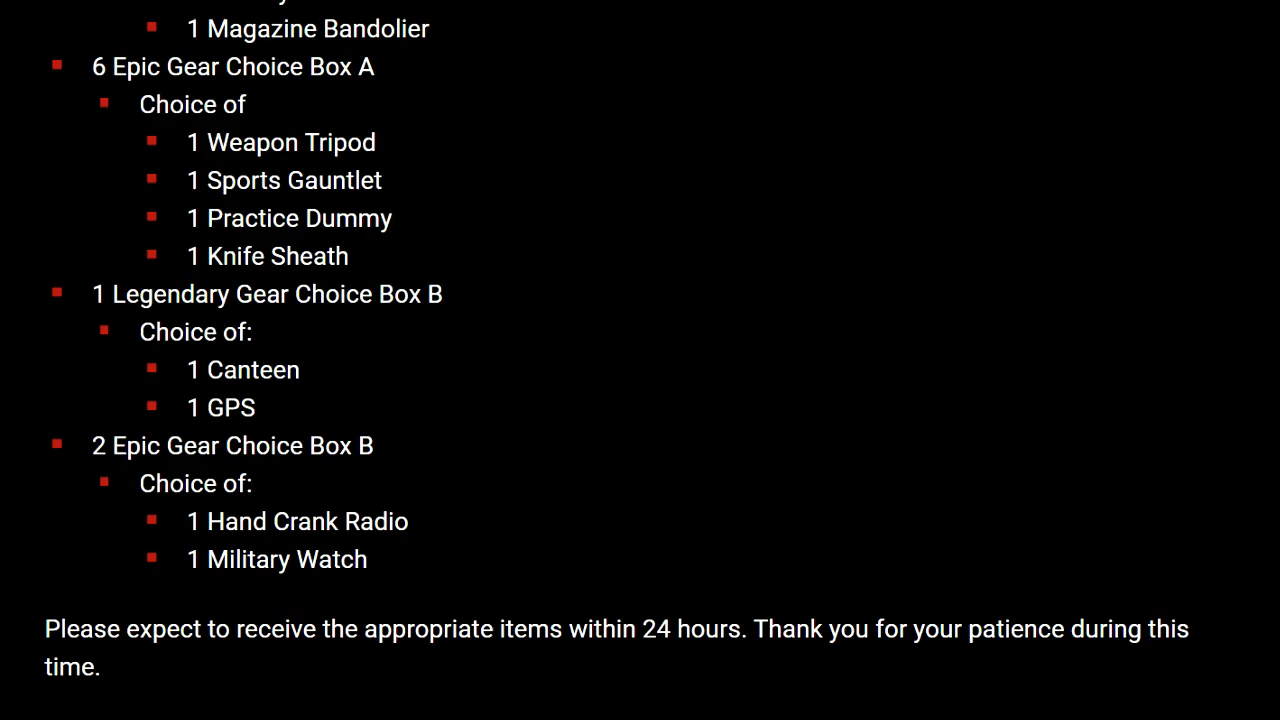 1 Magazine Bandolier
6 Epic Gear Choice Box A
Choice of
1 Weapon Tripod
1 Sports Gauntlet
1 Practice Dummy
1 Knife Sheath
1 Legendary Gear Choice Box B
Choice of:
1 Canteen
1 GPS
2 Epic Gear Choice Box B
Choice of:
1 Hand Crank Radio
1 Military Watch
Please expect to receive the appropriate items within 24 hours. Thank you for your patience during this
time.